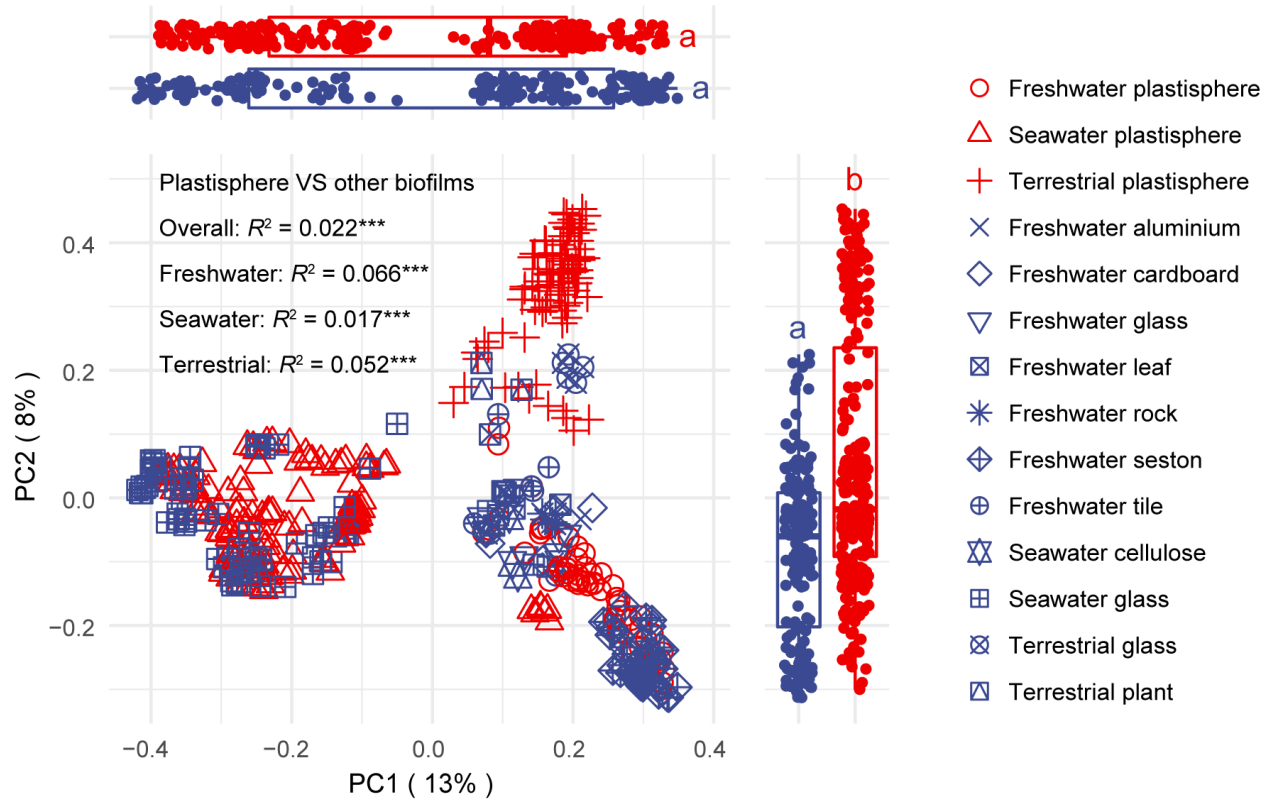 a
a
Plastisphere VS other biofilms
Overall: R² = 0.022***
Freshwater: R² = 0.066***
Seawater: R² = 0.017***
Terrestrial: R² = 0.052***
b
a
0.4
0.2
0.0
−0.2
PC2 ( 8%)
−0.4
−0.2
0.0
0.2
0.4
PC1 ( 13% )
Freshwater plastisphere
Seawater plastisphere
Terrestrial plastisphere
Freshwater aluminium
Freshwater cardboard
Freshwater glass
Freshwater leaf
Freshwater rock
Freshwater seston
Freshwater tile
Seawater cellulose
Seawater glass
Terrestrial glass
Terrestrial plant